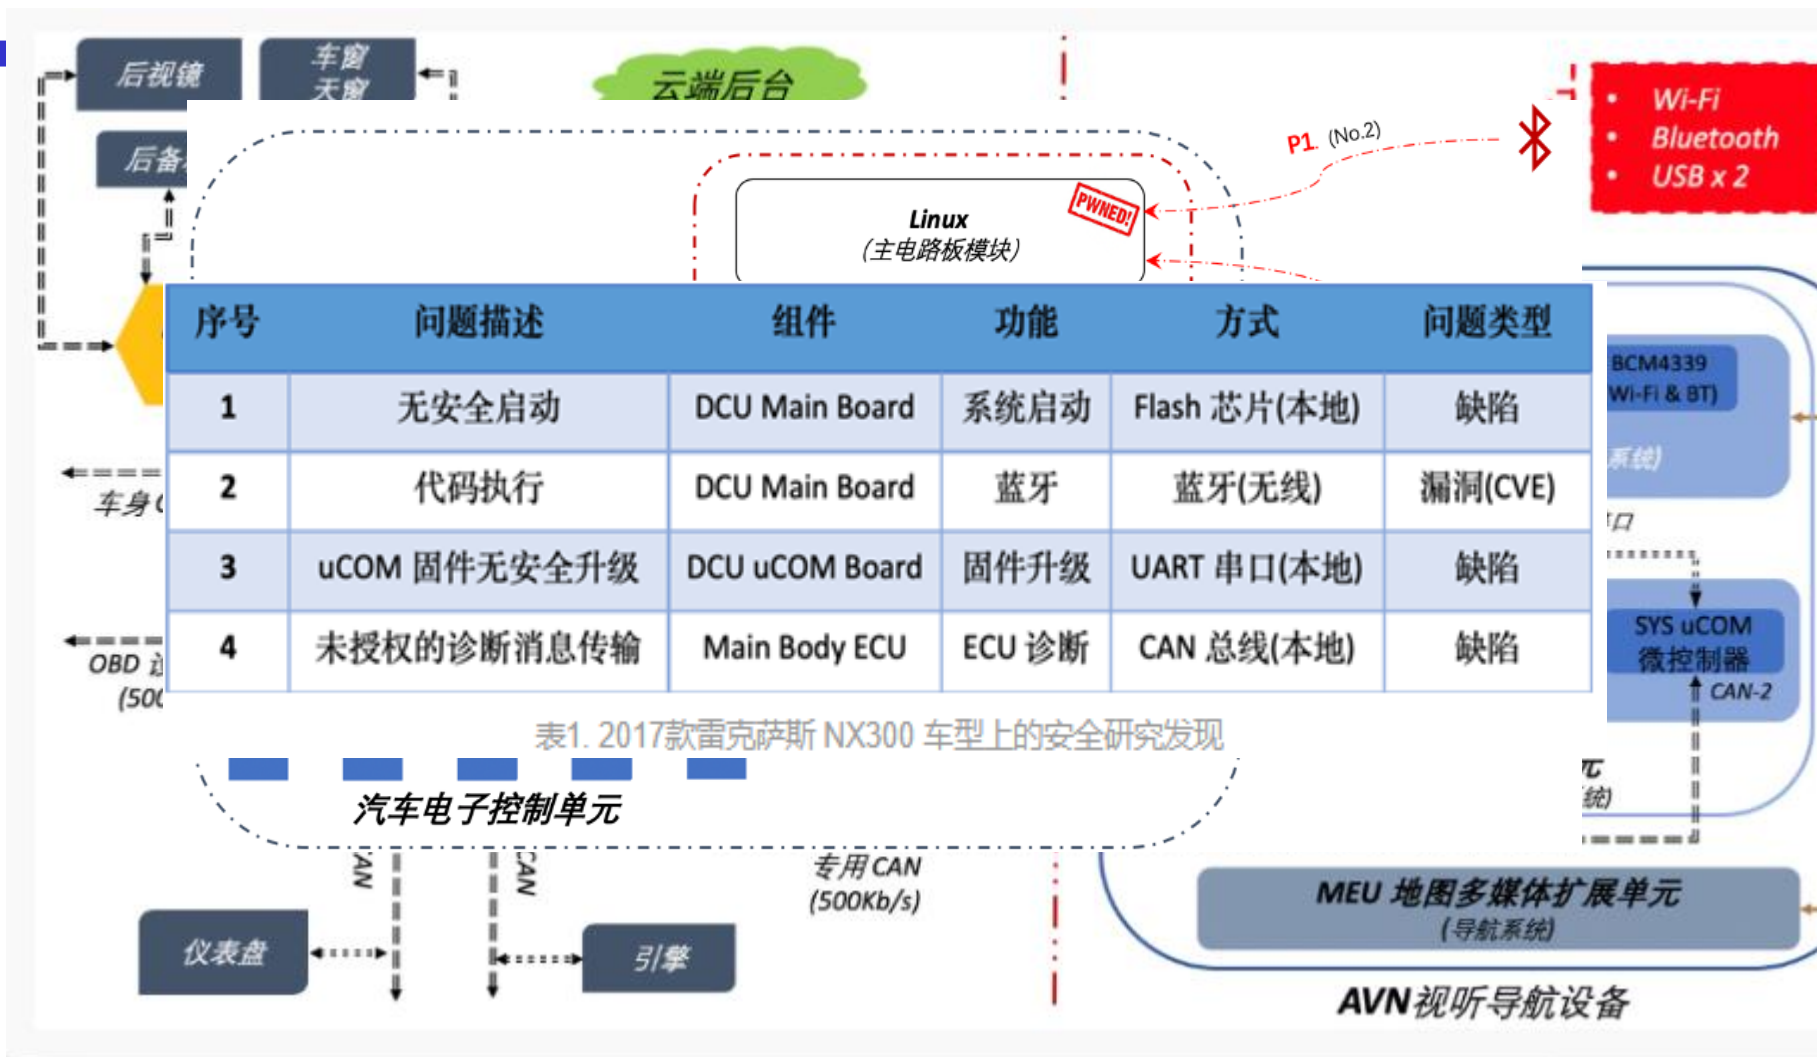 后视镜
车窗
天窗
云端后台
Wi-Fi
Bluetooth
USB x 2
后备
P1. (No.2)
PWNED!
Linux
(主电路板模块)
序号 问题描述 组件 功能 方式 问题类型
1 无安全启动 DCU Main Board 系统启动 Flash 芯片(本地) 缺陷
2 代码执行 DCU Main Board 蓝牙 蓝牙(无线) 漏洞(CVE)
3 uCOM 固件无安全升级 DCU uCOM Board 固件升级 UART 串口(本地) 缺陷
4 未授权的诊断消息传输 Main Body ECU ECU 诊断 CAN 总线(本地) 缺陷
表1. 2017款雷克萨斯 NX300 车型上的安全研究发现
BCM4339
Wi-Fi & BT)
系统)
车身
口
OBD
(500
SYS uCOM
微控制器
CAN-2
元
统)
汽车电子控制单元
CAN
CAN
专用 CAN
(500Kb/s)
MEU 地图多媒体扩展单元
(导航系统)
仪表盘
引擎
AVN视听导航设备